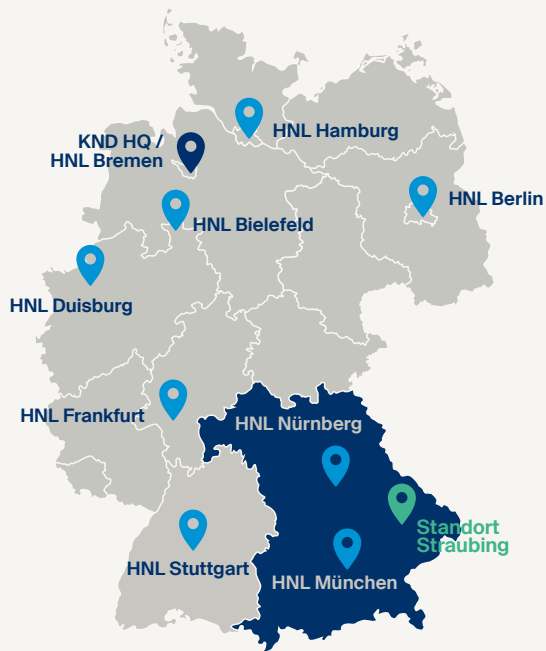 HNL Hamburg
KND HQ /
HNL Bremen
HNL Berlin
HNL Bielefeld
HNL Duisburg
HNL Frankfurt
HNL Nürnberg
Standort
Straubing
HNL Stuttgart
HNL München